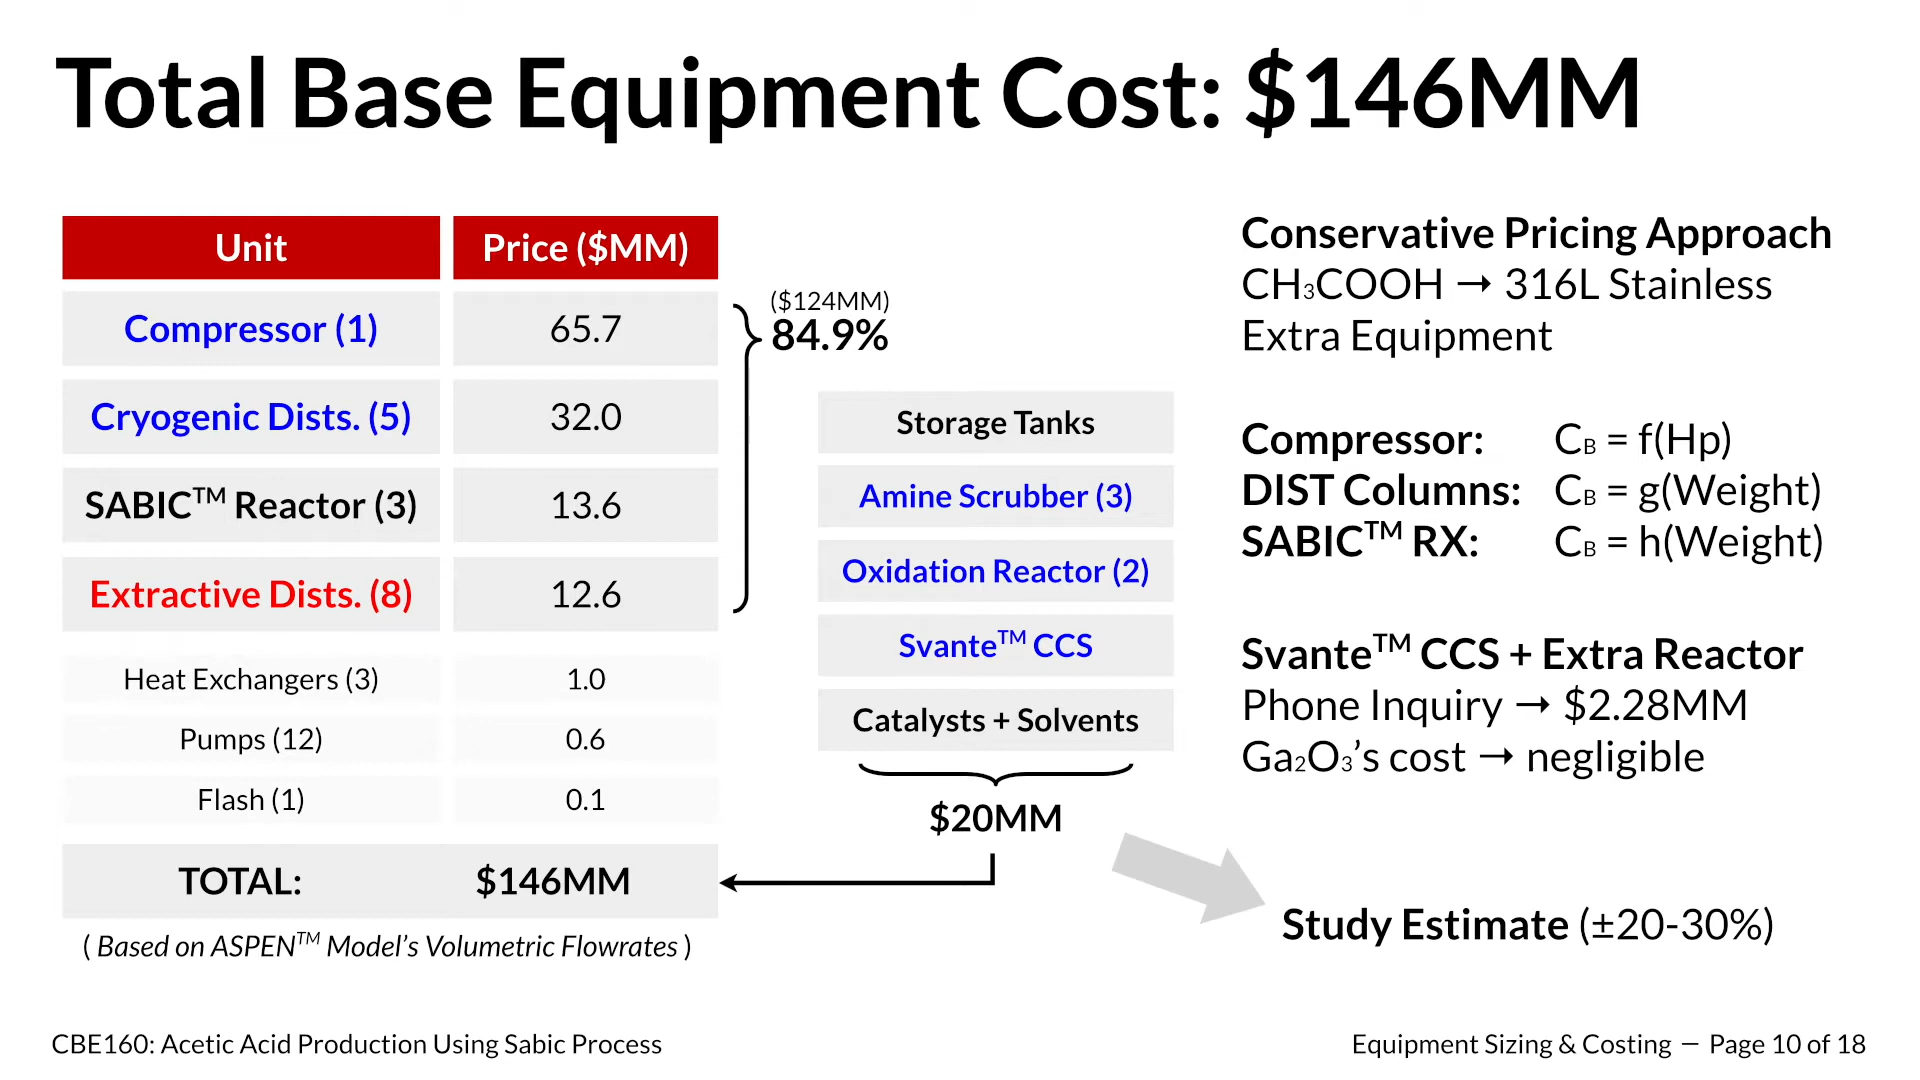 Total Base Equipment Cost: $146MM
Unit Price ($MM)
Compressor (1) 65.7
Cryogenic Dists. (5) 32.0
SABIC™ Reactor (3) 13.6
Extractive Dists. (8) 12.6
Heat Exchangers (3) 1.0
Pumps (12) 0.6
Flash (1) 0.1
TOTAL: $146MM
( Based on ASPEN™ Model’s Volumetric Flowrates )
($124MM)
84.9%
Storage Tanks
Amine Scrubber (3)
Oxidation Reactor (2)
Svante™ CCS
Catalysts + Solvents
$20MM
Conservative Pricing Approach
CH₃COOH → 316L Stainless
Extra Equipment
Compressor: C_B = f(Hp)
DIST Columns: C_B = g(Weight)
SABIC™ RX: C_B = h(Weight)
Svante™ CCS + Extra Reactor
Phone Inquiry → $2.28MM
Ga₂O₃’s cost → negligible
Study Estimate (±20-30%)
CBE160: Acetic Acid Production Using Sabic Process
Equipment Sizing & Costing — Page 10 of 18